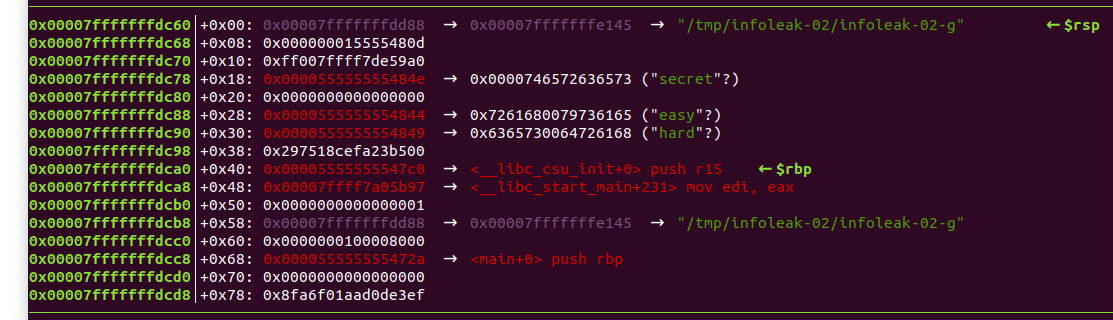 0x00007fffffffdc60 +0x00: 0x00007fffffffdd88 → 0x00007fffffffe145 → "/tmp/infoleak-02/infoleak-02-g" ←$rsp
0x00007fffffffdc68 +0x08: 0x000000015555480d
0x00007fffffffdc70 +0x10: 0xff007ffff7de59a0
0x00007fffffffdc78 +0x18: 0x000055555555484e → 0x0000746572636573 ("secret"?)
0x00007fffffffdc80 +0x20: 0x0000000000000000
0x00007fffffffdc88 +0x28: 0x0000555555554844 → 0x7261680079736165 ("easy"?)
0x00007fffffffdc90 +0x30: 0x0000555555554849 → 0x6365730064726168 ("hard"?)
0x00007fffffffdc98 +0x38: 0x297518cefa23b500
0x00007fffffffdca0 +0x40: 0x00005555555547c0 → <__libc_csu_init+0> push r15 ←$rbp
0x00007fffffffdca8 +0x48: 0x00007ffff7a05b97 → <__libc_start_main+231> mov edi, eax
0x00007fffffffdcb0 +0x50: 0x0000000000000001
0x00007fffffffdcb8 +0x58: 0x00007fffffffdd88 → 0x00007fffffffe145 → "/tmp/infoleak-02/infoleak-02-g"
0x00007fffffffdcc0 +0x60: 0x0000000100008000
0x00007fffffffdcc8 +0x68: 0x000055555555472a → <main+0> push rbp
0x00007fffffffdcd0 +0x70: 0x0000000000000000
0x00007fffffffdcd8 +0x78: 0x8fa6f01aad0de3ef